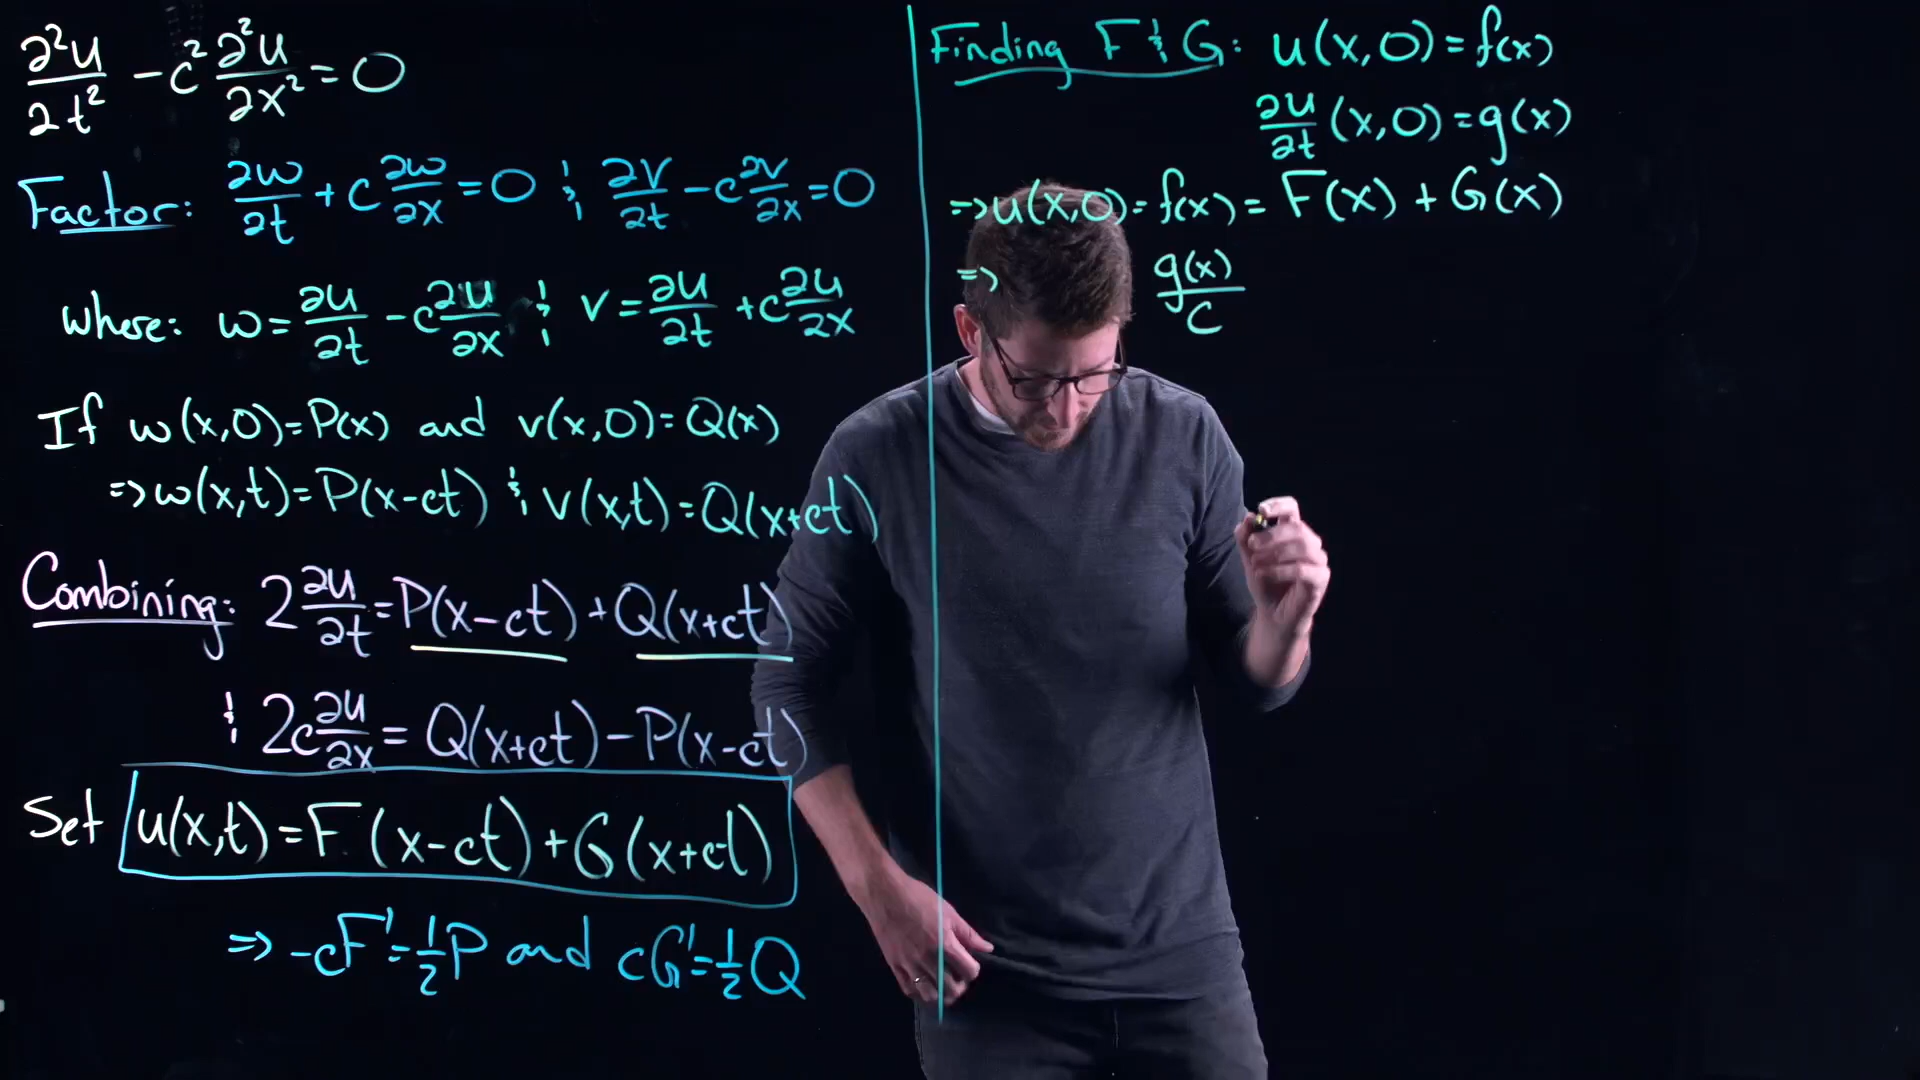 ∂²u/∂t² − c² ∂²u/∂x² = 0
Factor: ∂w/∂t + c ∂w/∂x = 0 & ∂v/∂t − c ∂v/∂x = 0
where: w = ∂u/∂t − c ∂u/∂x & v = ∂u/∂t + c ∂u/∂x
If w(x,0)=P(x) and v(x,0)=Q(x)
⇒ w(x,t)=P(x−ct) & v(x,t)=Q(x+ct)
Combining: 2 ∂u/∂t = P(x−ct) + Q(x+ct)
& 2c ∂u/∂x = Q(x+ct) − P(x−ct)
Set u(x,t) = F(x−ct) + G(x+ct)
⇒ −cF' = ½P and cG' = ½Q
Finding F & G: u(x,0) = f(x)
∂u/∂t (x,0) = g(x)
⇒ u(x,0) = f(x) = F(x) + G(x)
⇒ g(x)/c